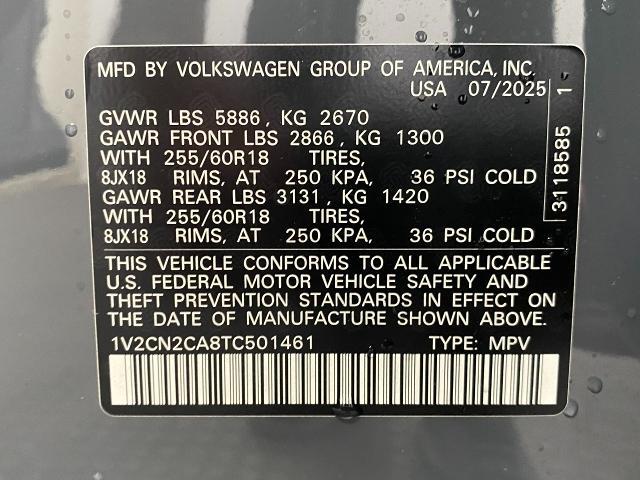 MFD BY VOLKSWAGEN GROUP OF AMERICA, INC.
USA 07/2025
GVWR LBS 5886, KG 2670
GAWR FRONT LBS 2866, KG 1300
WITH 255/60R18 TIRES,
8JX18 RIMS, AT 250 KPA, 36 PSI COLD
GAWR REAR LBS 3131, KG 1420
WITH 255/60R18 TIRES,
8JX18 RIMS, AT 250 KPA, 36 PSI COLD
3118585 1
THIS VEHICLE CONFORMS TO ALL APPLICABLE
U.S. FEDERAL MOTOR VEHICLE SAFETY AND
THEFT PREVENTION STANDARDS IN EFFECT ON
THE DATE OF MANUFACTURE SHOWN ABOVE.
1V2CN2CA8TC501461 TYPE: MPV